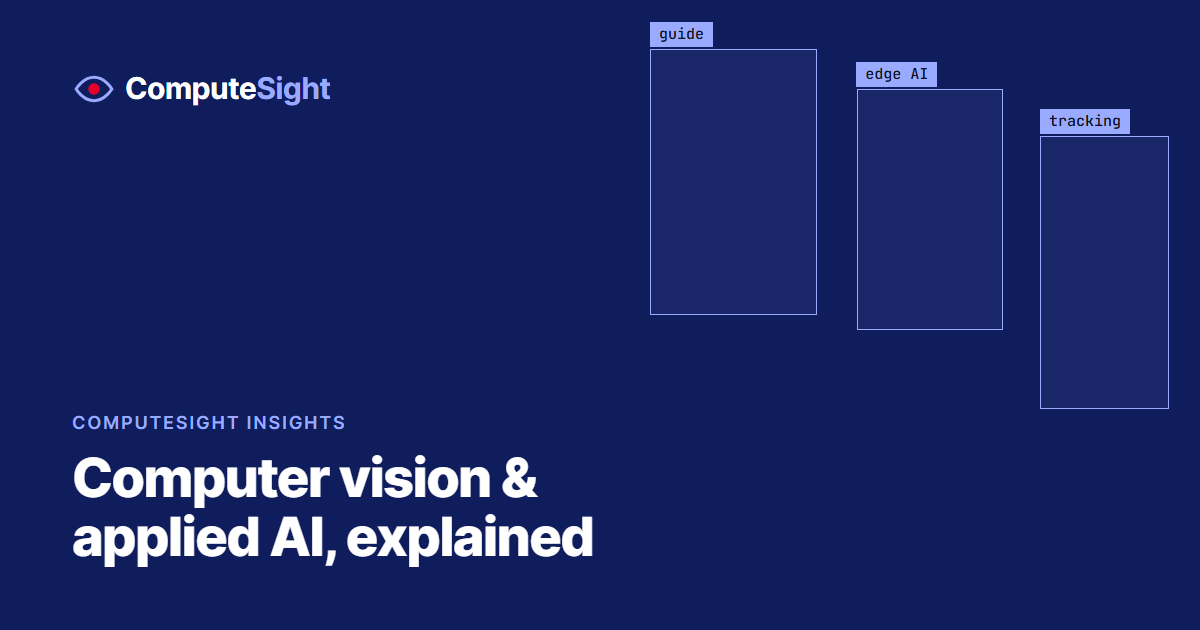 guide
edge AI
ComputeSight
tracking
COMPUTESIGHT INSIGHTS
Computer vision &
applied AI, explained